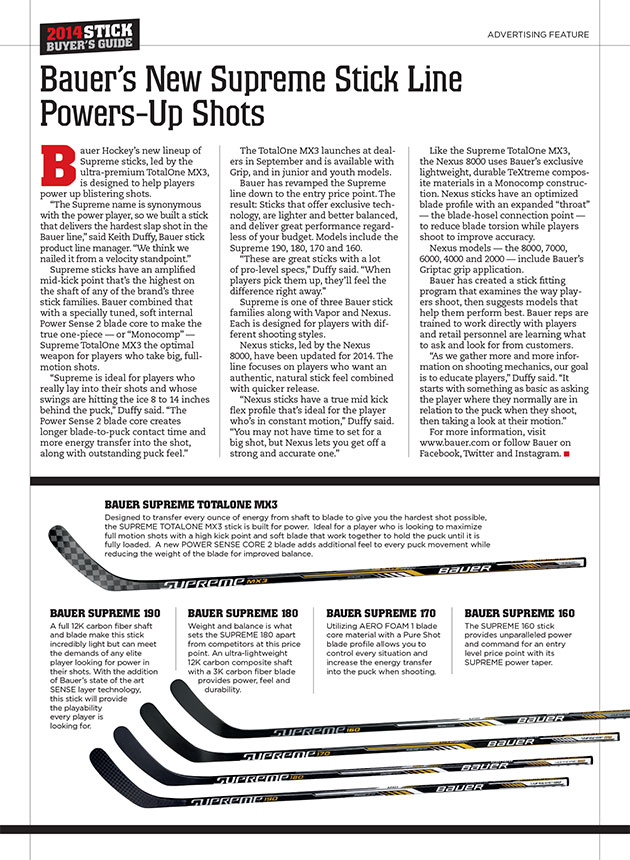 2014 STICK
BUYER'S GUIDE
ADVERTISING FEATURE
Bauer's New Supreme Stick Line
Powers-Up Shots
Bauer Hockey's new lineup of
Supreme sticks, led by the
ultra-premium TotalOne MX3,
is designed to help players
power up blistering shots.
"The Supreme name is synonymous
with the power player, so we built a stick
that delivers the hardest slap shot in the
Bauer line," said Keith Duffy, Bauer stick
product line manager. "We think we
nailed it from a velocity standpoint."
Supreme sticks have an amplified
mid-kick point that's the highest on
the shaft of any of the brand's three
stick families. Bauer combined that
with a specially tuned, soft internal
Power Sense 2 blade core to make the
true one-piece — or "Monocomp" —
Supreme TotalOne MX3 the optimal
weapon for players who take big, full-
motion shots.
"Supreme is ideal for players who
really lay into their shots and whose
swings are hitting the ice 8 to 14 inches
behind the puck," Duffy said. "The
Power Sense 2 blade core creates
longer blade-to-puck contact time and
more energy transfer into the shot,
along with outstanding puck feel."
The TotalOne MX3 launches at deal-
ers in September and is available with
Grip, and in junior and youth models.
Bauer has revamped the Supreme
line down to the entry price point. The
result: Sticks that offer exclusive tech-
nology, are lighter and better balanced,
and deliver great performance regard-
less of your budget. Models include the
Supreme 190, 180, 170 and 160.
"These are great sticks with a lot
of pro-level specs," Duffy said. "When
players pick them up, they'll feel the
difference right away."
Supreme is one of three Bauer stick
families along with Vapor and Nexus.
Each is designed for players with dif-
ferent shooting styles.
Nexus sticks, led by the Nexus
8000, have been updated for 2014. The
line focuses on players who want an
authentic, natural stick feel combined
with quicker release.
"Nexus sticks have a true mid kick
flex profile that's ideal for the player
who's in constant motion," Duffy said.
"You may not have time to set for a
big shot, but Nexus lets you get off a
strong and accurate one."
Like the Supreme TotalOne MX3,
the Nexus 8000 uses Bauer's exclusive
lightweight, durable TeXtreme compos-
ite materials in a Monocomp construc-
tion. Nexus sticks have an optimized
blade profile with an expanded "throat"
— the blade-hosel connection point —
to reduce blade torsion while players
shoot to improve accuracy.
Nexus models — the 8000, 7000,
6000, 4000 and 2000 — include Bauer's
Griptac grip application.
Bauer has created a stick fitting
program that examines the way play-
ers shoot, then suggests models that
help them perform best. Bauer reps are
trained to work directly with players
and retail personnel are learning what
to ask and look for from customers.
"As we gather more and more infor-
mation on shooting mechanics, our goal
is to educate players," Duffy said. "It
starts with something as basic as asking
the player where they normally are in
relation to the puck when they shoot,
then taking a look at their motion."
For more information, visit
www.bauer.com or follow Bauer on
Facebook, Twitter and Instagram.
BAUER SUPREME TOTALONE MX3
Designed to transfer every ounce of energy from shaft to blade to give you the hardest shot possible,
the SUPREME TOTALONE MX3 stick is built for power. Ideal for a player who is looking to maximize
full motion shots with a high kick point and soft blade that work together to hold the puck until it is
fully loaded. A new POWER SENSE CORE 2 blade adds additional feel to every puck movement while
reducing the weight of the blade for improved balance.
SUPREME MX3
BAUER
BAUER SUPREME 190
A full 12K carbon fiber shaft
and blade make this stick
incredibly light but can meet
the demands of any elite
player looking for power in
their shots. With the addition
of Bauer's state of the art
SENSE layer technology,
this stick will provide
the playability
every player is
looking for.
BAUER SUPREME 180
Weight and balance is what
sets the SUPREME 180 apart
from competitors at this price
point. An ultra-lightweight
12K carbon composite shaft
with a 3K carbon fiber blade
provides power, feel and
durability.
BAUER SUPREME 170
Utilizing AERO FOAM 1 blade
core material with a Pure Shot
blade profile allows you to
control every situation and
increase the energy transfer
into the puck when shooting.
BAUER SUPREME 160
The SUPREME 160 stick
provides unparalleled power
and command for an entry
level price point with its
SUPREME power taper.
SUPREME 160
BAUER
SUPREME 170
BAUER
SUPREME 180
BAUER
SUPREME 190
BAUER